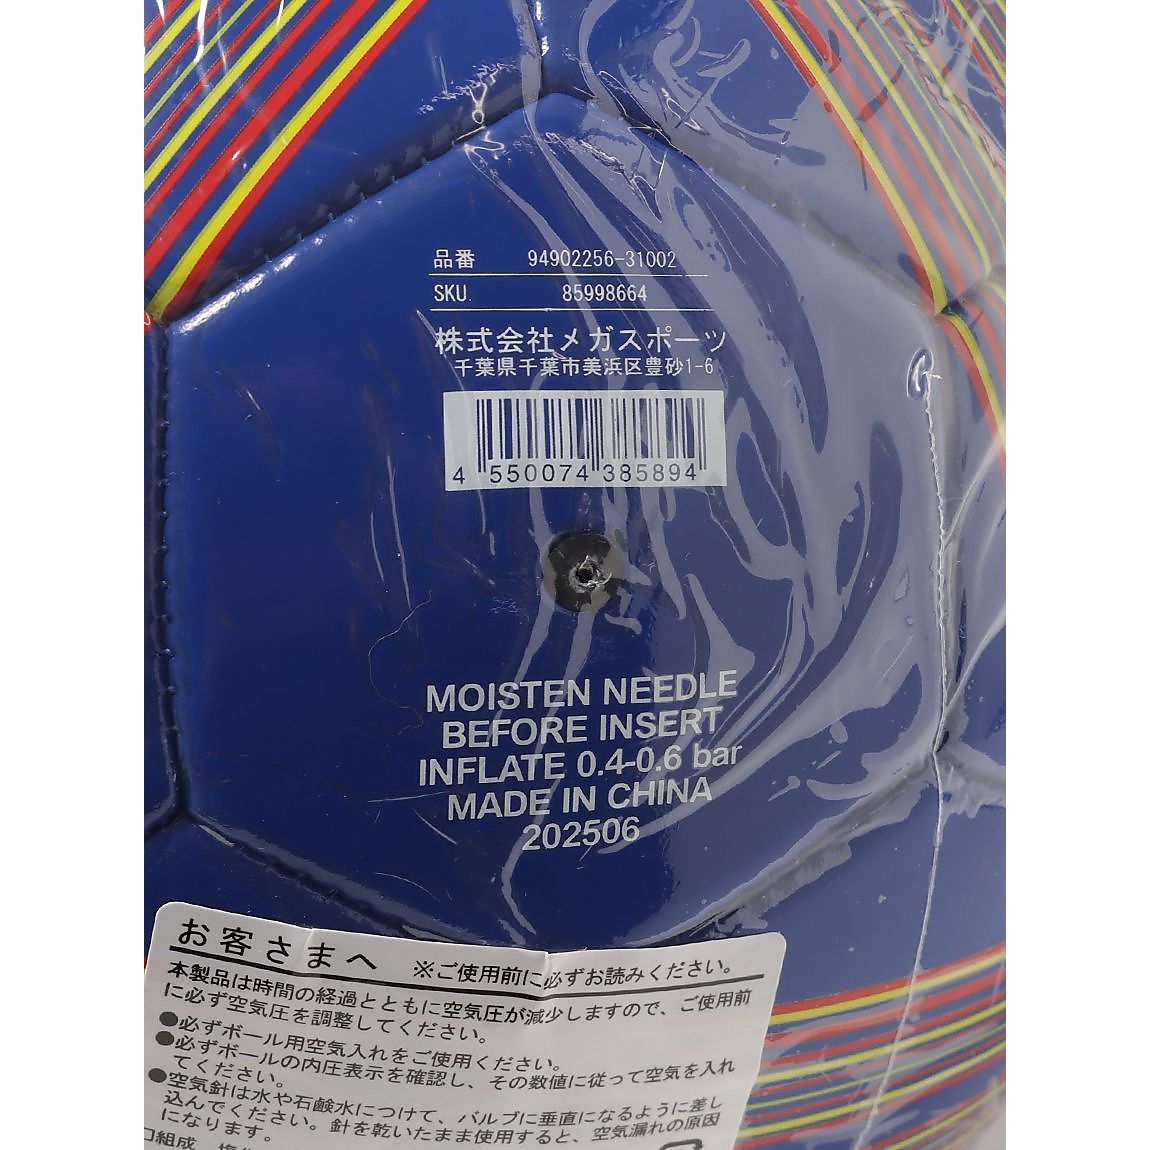 品番 94902256-31002
SKU. 85998664
株式会社メガスポーツ
千葉県千葉市美浜区豊砂1-6
4 550074 385894
MOISTEN NEEDLE
BEFORE INSERT
INFLATE 0.4-0.6 bar
MADE IN CHINA
202506
お客さまへ ※ご使用前に必ずお読みください。
本製品は時間の経過とともに空気圧が減少しますので、ご使用前
に必ず空気圧を調整してください。
●必ずボール用空気入れをご使用ください。
●必ずボールの内圧表示を確認し、その数値に従って空気を入れ
てください。
●空気針は水や石鹸水につけて、バルブに垂直になるように差し
込んでください。針を乾いたまま使用すると、空気漏れの原因
になります。
組成